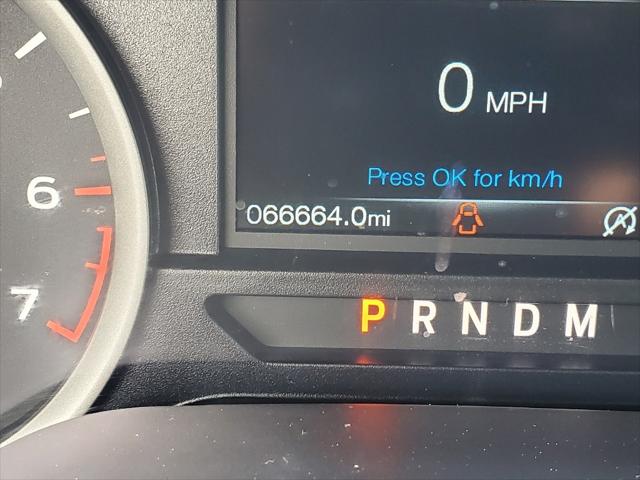 0 MPH
Press OK for km/h
6
066664.0mi
A
7
P R N D M